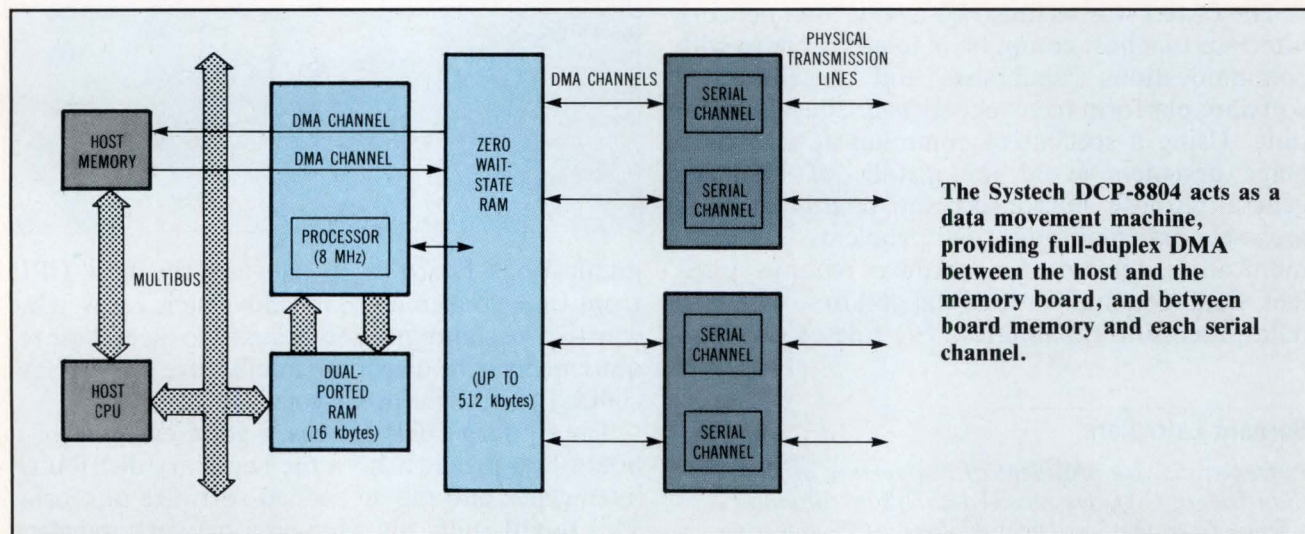 HOST
MEMORY
HOST
CPU
MULTIBUS
DMA CHANNEL
DMA CHANNEL
PROCESSOR
(8 MHz)
DUAL-
PORTED
RAM
(16 kbytes)
ZERO
WAIT-
STATE
RAM
(UP TO
512 kbytes)
DMA CHANNELS
SERIAL
CHANNEL
SERIAL
CHANNEL
SERIAL
CHANNEL
SERIAL
CHANNEL
PHYSICAL
TRANSMISSION
LINES
The Systech DCP-8804 acts as a
data movement machine,
providing full-duplex DMA
between the host and the
memory board, and between
board memory and each serial
channel.